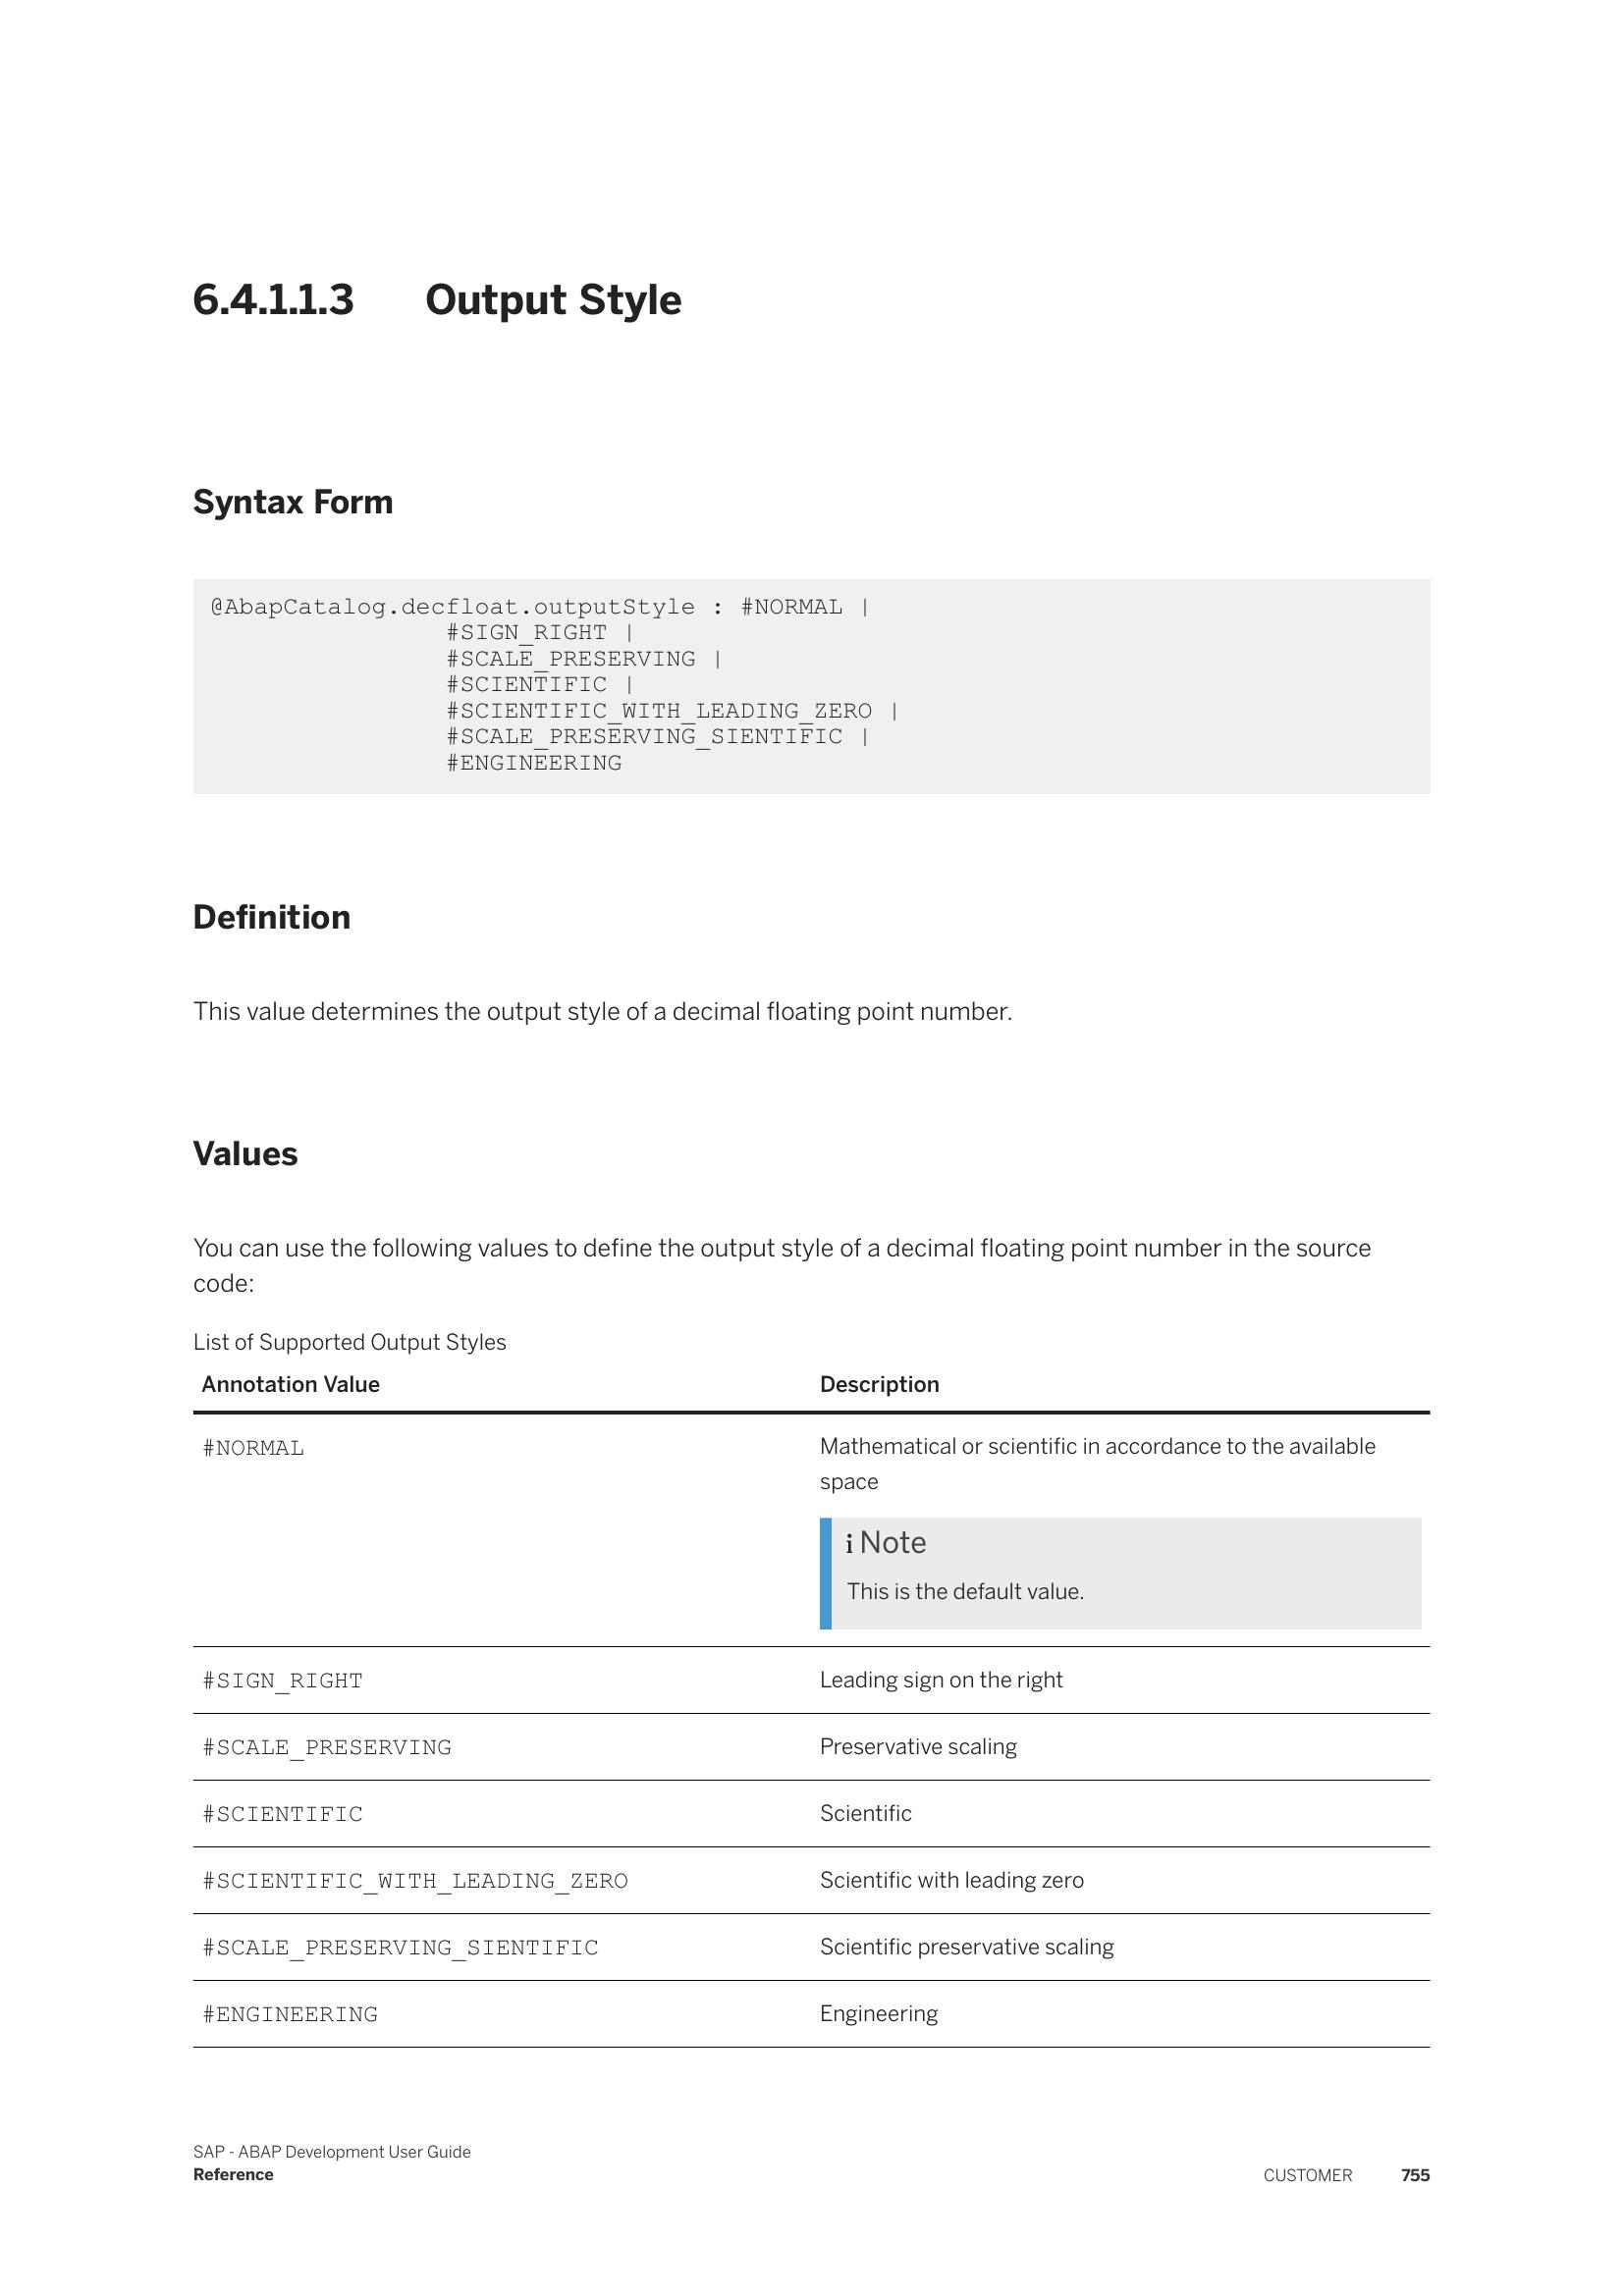 6.4.1.1.3 Output Style
Syntax Form
@AbapCatalog.decfloat.outputStyle : #NORMAL |
#SIGN_RIGHT |
#SCALE_PRESERVING |
#SCIENTIFIC |
#SCIENTIFIC_WITH_LEADING_ZERO |
#SCALE_PRESERVING_SIENTIFIC |
#ENGINEERING
Definition
This value determines the output style of a decimal floating point number.
Values
You can use the following values to define the output style of a decimal floating point number in the source
code:
List of Supported Output Styles
Annotation Value Description
#NORMAL Mathematical or scientific in accordance to the available
space
i Note
This is the default value.
#SIGN_RIGHT Leading sign on the right
#SCALE_PRESERVING Preservative scaling
#SCIENTIFIC Scientific
#SCIENTIFIC_WITH_LEADING_ZERO Scientific with leading zero
#SCALE_PRESERVING_SIENTIFIC Scientific preservative scaling
#ENGINEERING Engineering
SAP - ABAP Development User Guide
Reference CUSTOMER 755